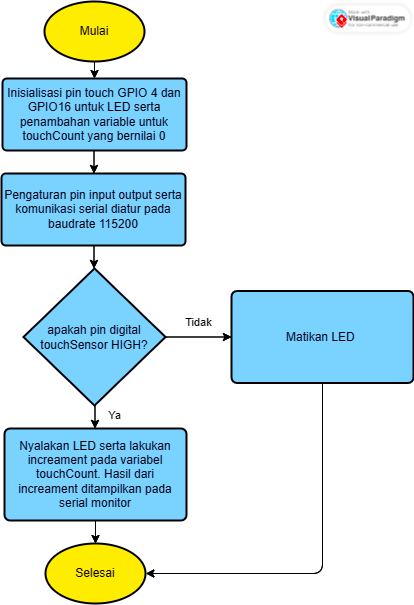 Made with
Visual Paradigm
For non-commercial use
Mulai
Inisialisasi pin touch GPIO 4 dan
GPIO16 untuk LED serta
penambahan variable untuk
touchCount yang bernilai 0
Pengaturan pin input output serta
komunikasi serial diatur pada
baudrate 115200
apakah pin digital
touchSensor HIGH?
Tidak
Matikan LED
Ya
Nyalakan LED serta lakukan
increament pada variabel
touchCount. Hasil dari
increament ditampilkan pada
serial monitor
Selesai